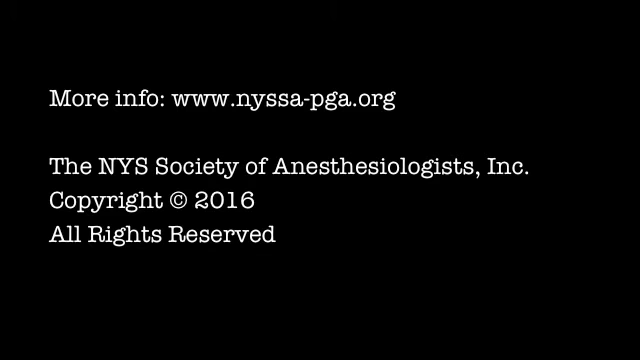 More info: www.nyssa-pga.org
The NYS Society of Anesthesiologists, Inc.
Copyright © 2016
All Rights Reserved